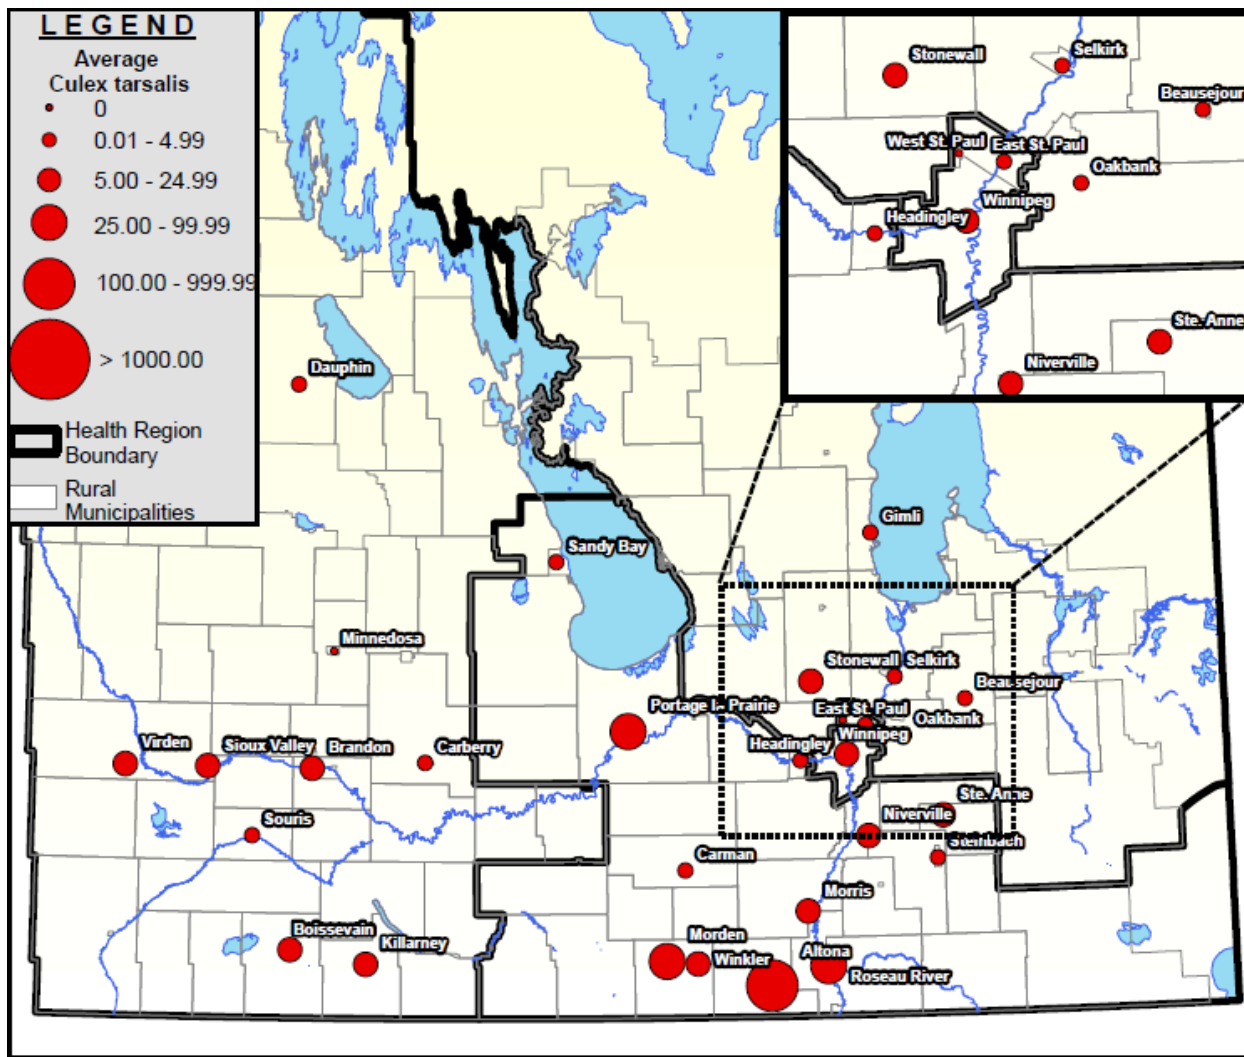 LEGEND
Average
Culex tarsalis
0
0.01 - 4.99
5.00 - 24.99
25.00 - 99.99
100.00 - 999.99
> 1000.00
Health Region
Boundary
Rural
Municipalities
Stonewall
Selkirk
Beausejour
West St. Paul
East St. Paul
Oakbank
Winnipeg
Headingley
Ste. Anne
Niverville
Dauphin
Gimli
Sandy Bay
Minnedosa
Stonewall
Selkirk
Beausejour
Portage la Prairie
East St. Paul
Oakbank
Winnipeg
Headingley
Virden
Sioux Valley
Brandon
Carberry
Ste. Anne
Niverville
Souris
Steinbach
Carman
Morris
Boissevain
Killarney
Morden
Winkler
Altona
Roseau River